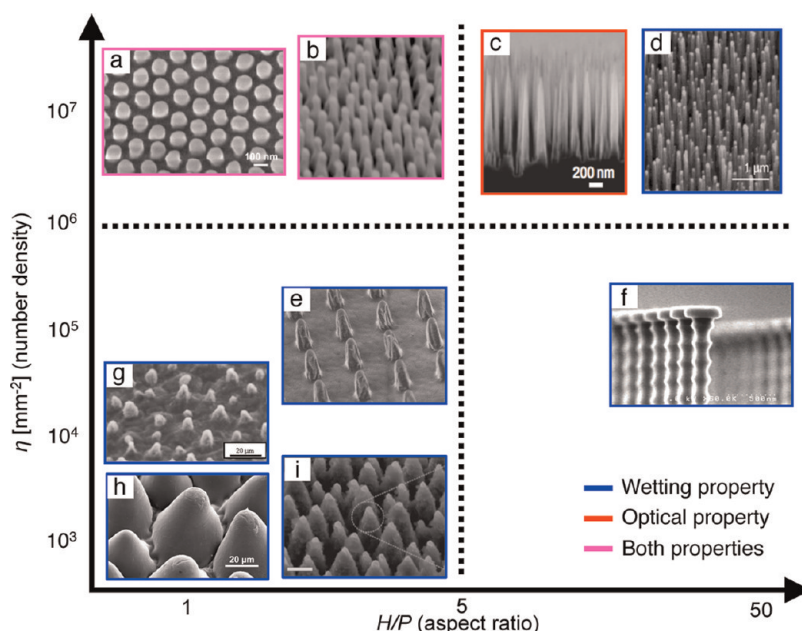 a
100 nm
b
c
200 nm
d
1 μm
10⁷
10⁶
10⁵
10⁴
10³
η [mm⁻²] (number density)
e
f
500nm
g
20 μm
h
20 μm
i
Wetting property
Optical property
Both properties
1
5
50
H/P (aspect ratio)